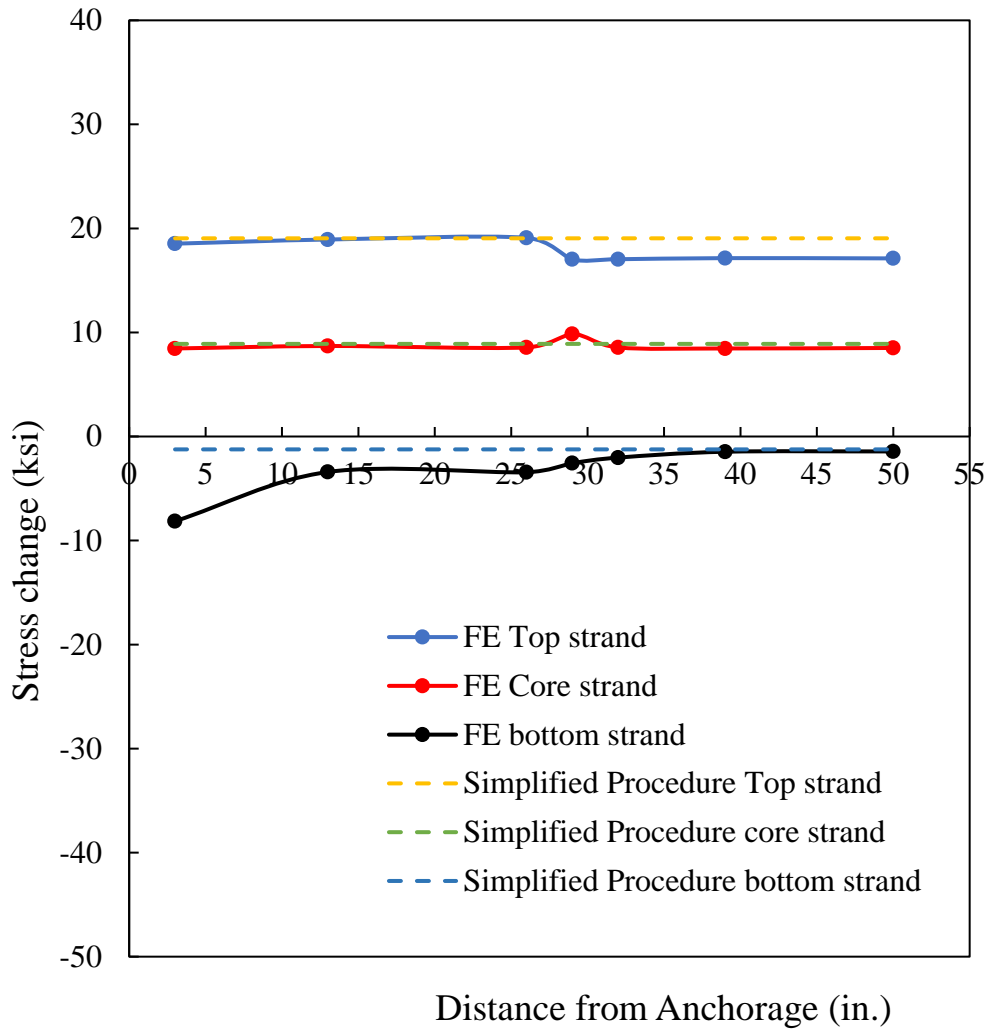 40
30
20
10
0
-10
-20
-30
-40
-50
0 5 10 15 20 25 30 35 40 45 50 55
Stress change (ksi)
FE Top strand
FE Core strand
FE bottom strand
Simplified Procedure Top strand
Simplified Procedure core strand
Simplified Procedure bottom strand
Distance from Anchorage (in.)